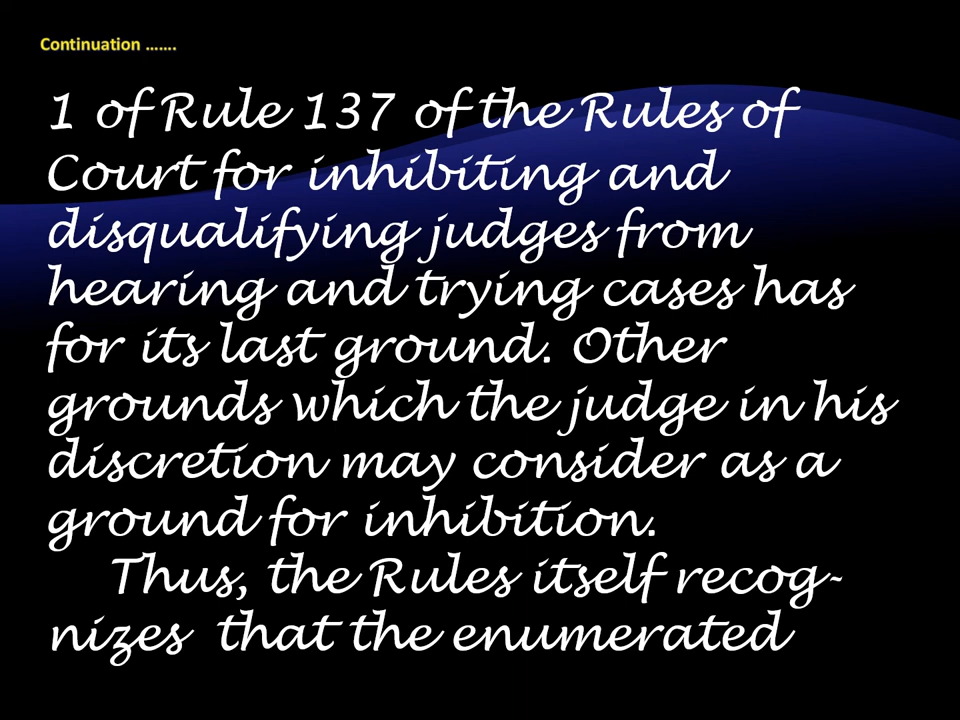 Continuation …….
1 of Rule 137 of the Rules of
Court for inhibiting and
disqualifying judges from
hearing and trying cases has
for its last ground. Other
grounds which the judge in his
discretion may consider as a
ground for inhibition.
Thus, the Rules itself recog-
nizes that the enumerated